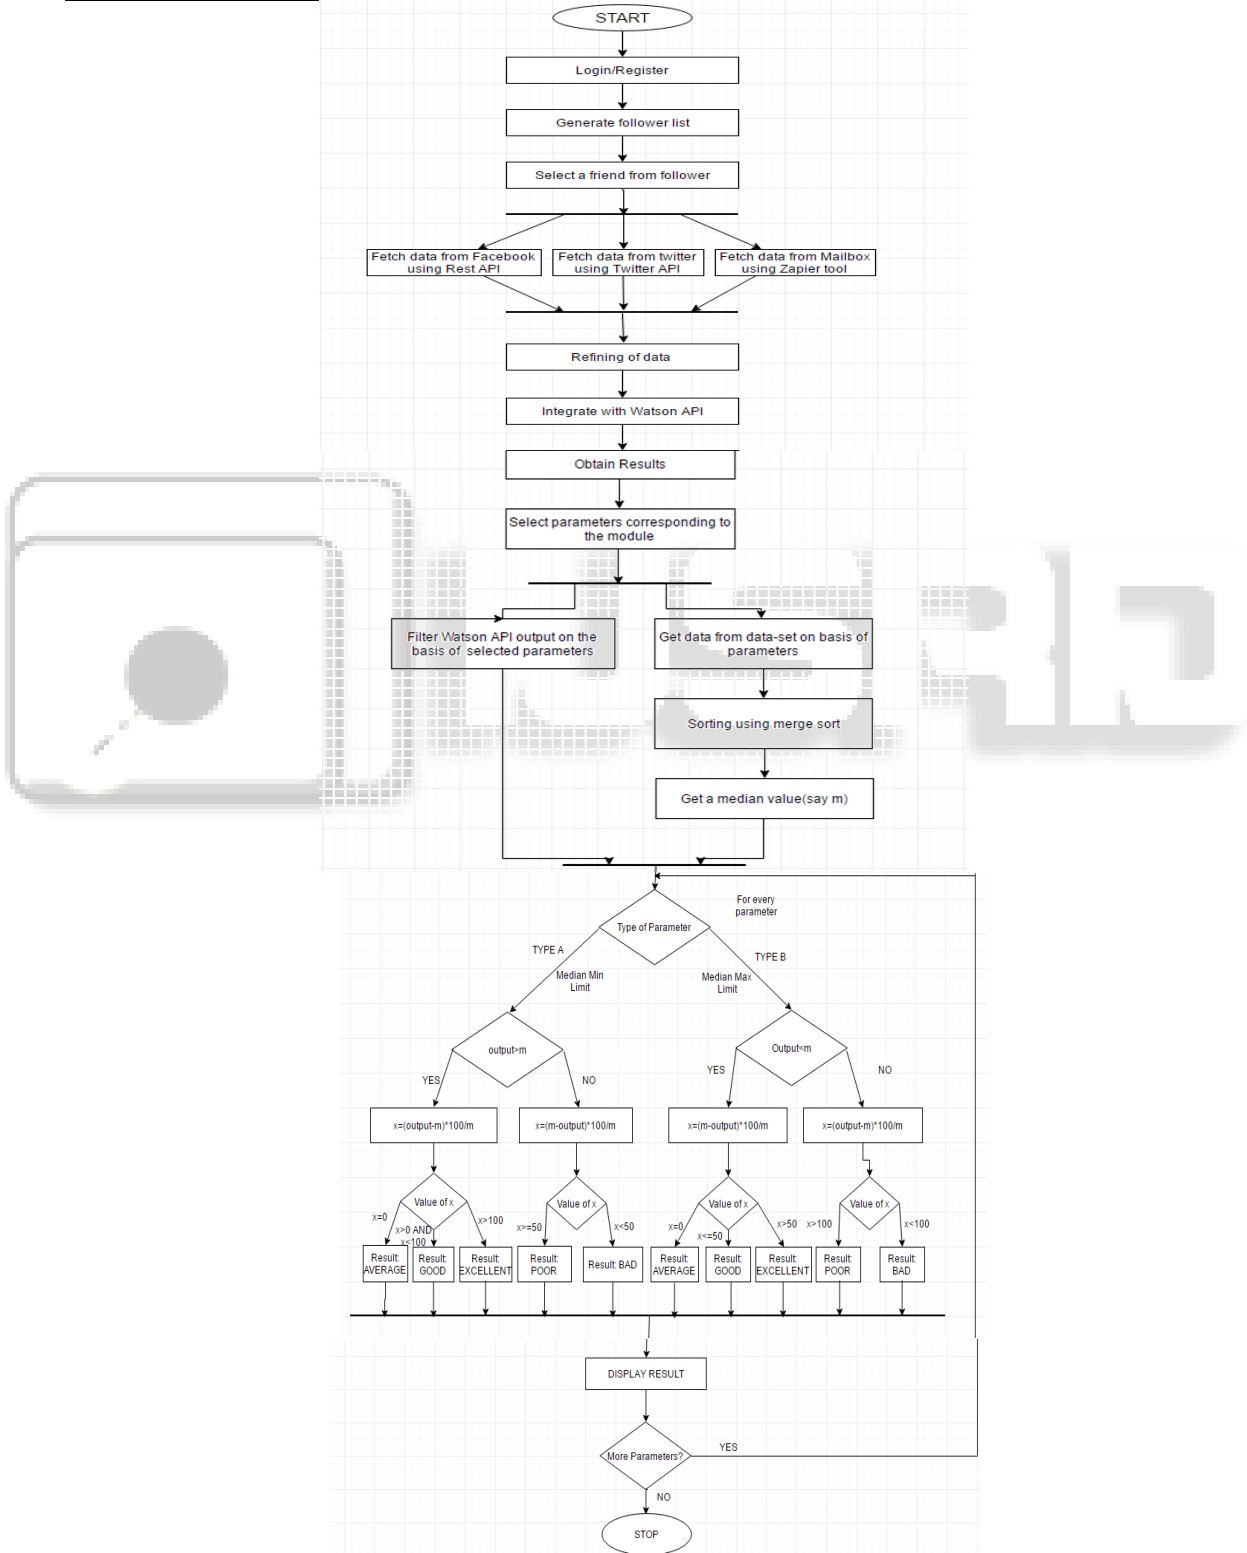 START
Login/Register
Generate follower list
Select a friend from follower
Fetch data from Facebook
using Rest API
Fetch data from twitter
using Twitter API
Fetch data from Mailbox
using Zapier tool
Refining of data
Integrate with Watson API
Obtain Results
Select parameters corresponding to
the module
Filter Watson API output on the
basis of selected parameters
Get data from data-set on basis of
parameters
Sorting using merge sort
Get a median value(say m)
For every
parameter
Type of Parameter
TYPE A
TYPE B
Median Min
Limit
Median Max
Limit
output>m
Output<m
YES
NO
YES
NO
x=(output-m)*100/m
x=(m-output)*100/m
x=(m-output)*100/m
x=(output-m)*100/m
Value of x
Value of x
Value of x
Value of x
x=0
x>0 AND
x<100
x>100
x>=50
x<50
x=0
x<=50
x>50
x>100
x<100
Result:
AVERAGE
Result:
GOOD
Result:
EXCELLENT
Result:
POOR
Result: BAD
Result:
AVERAGE
Result:
GOOD
Result:
EXCELLENT
Result:
POOR
Result:
BAD
DISPLAY RESULT
More Parameters?
YES
NO
STOP
IJSRD